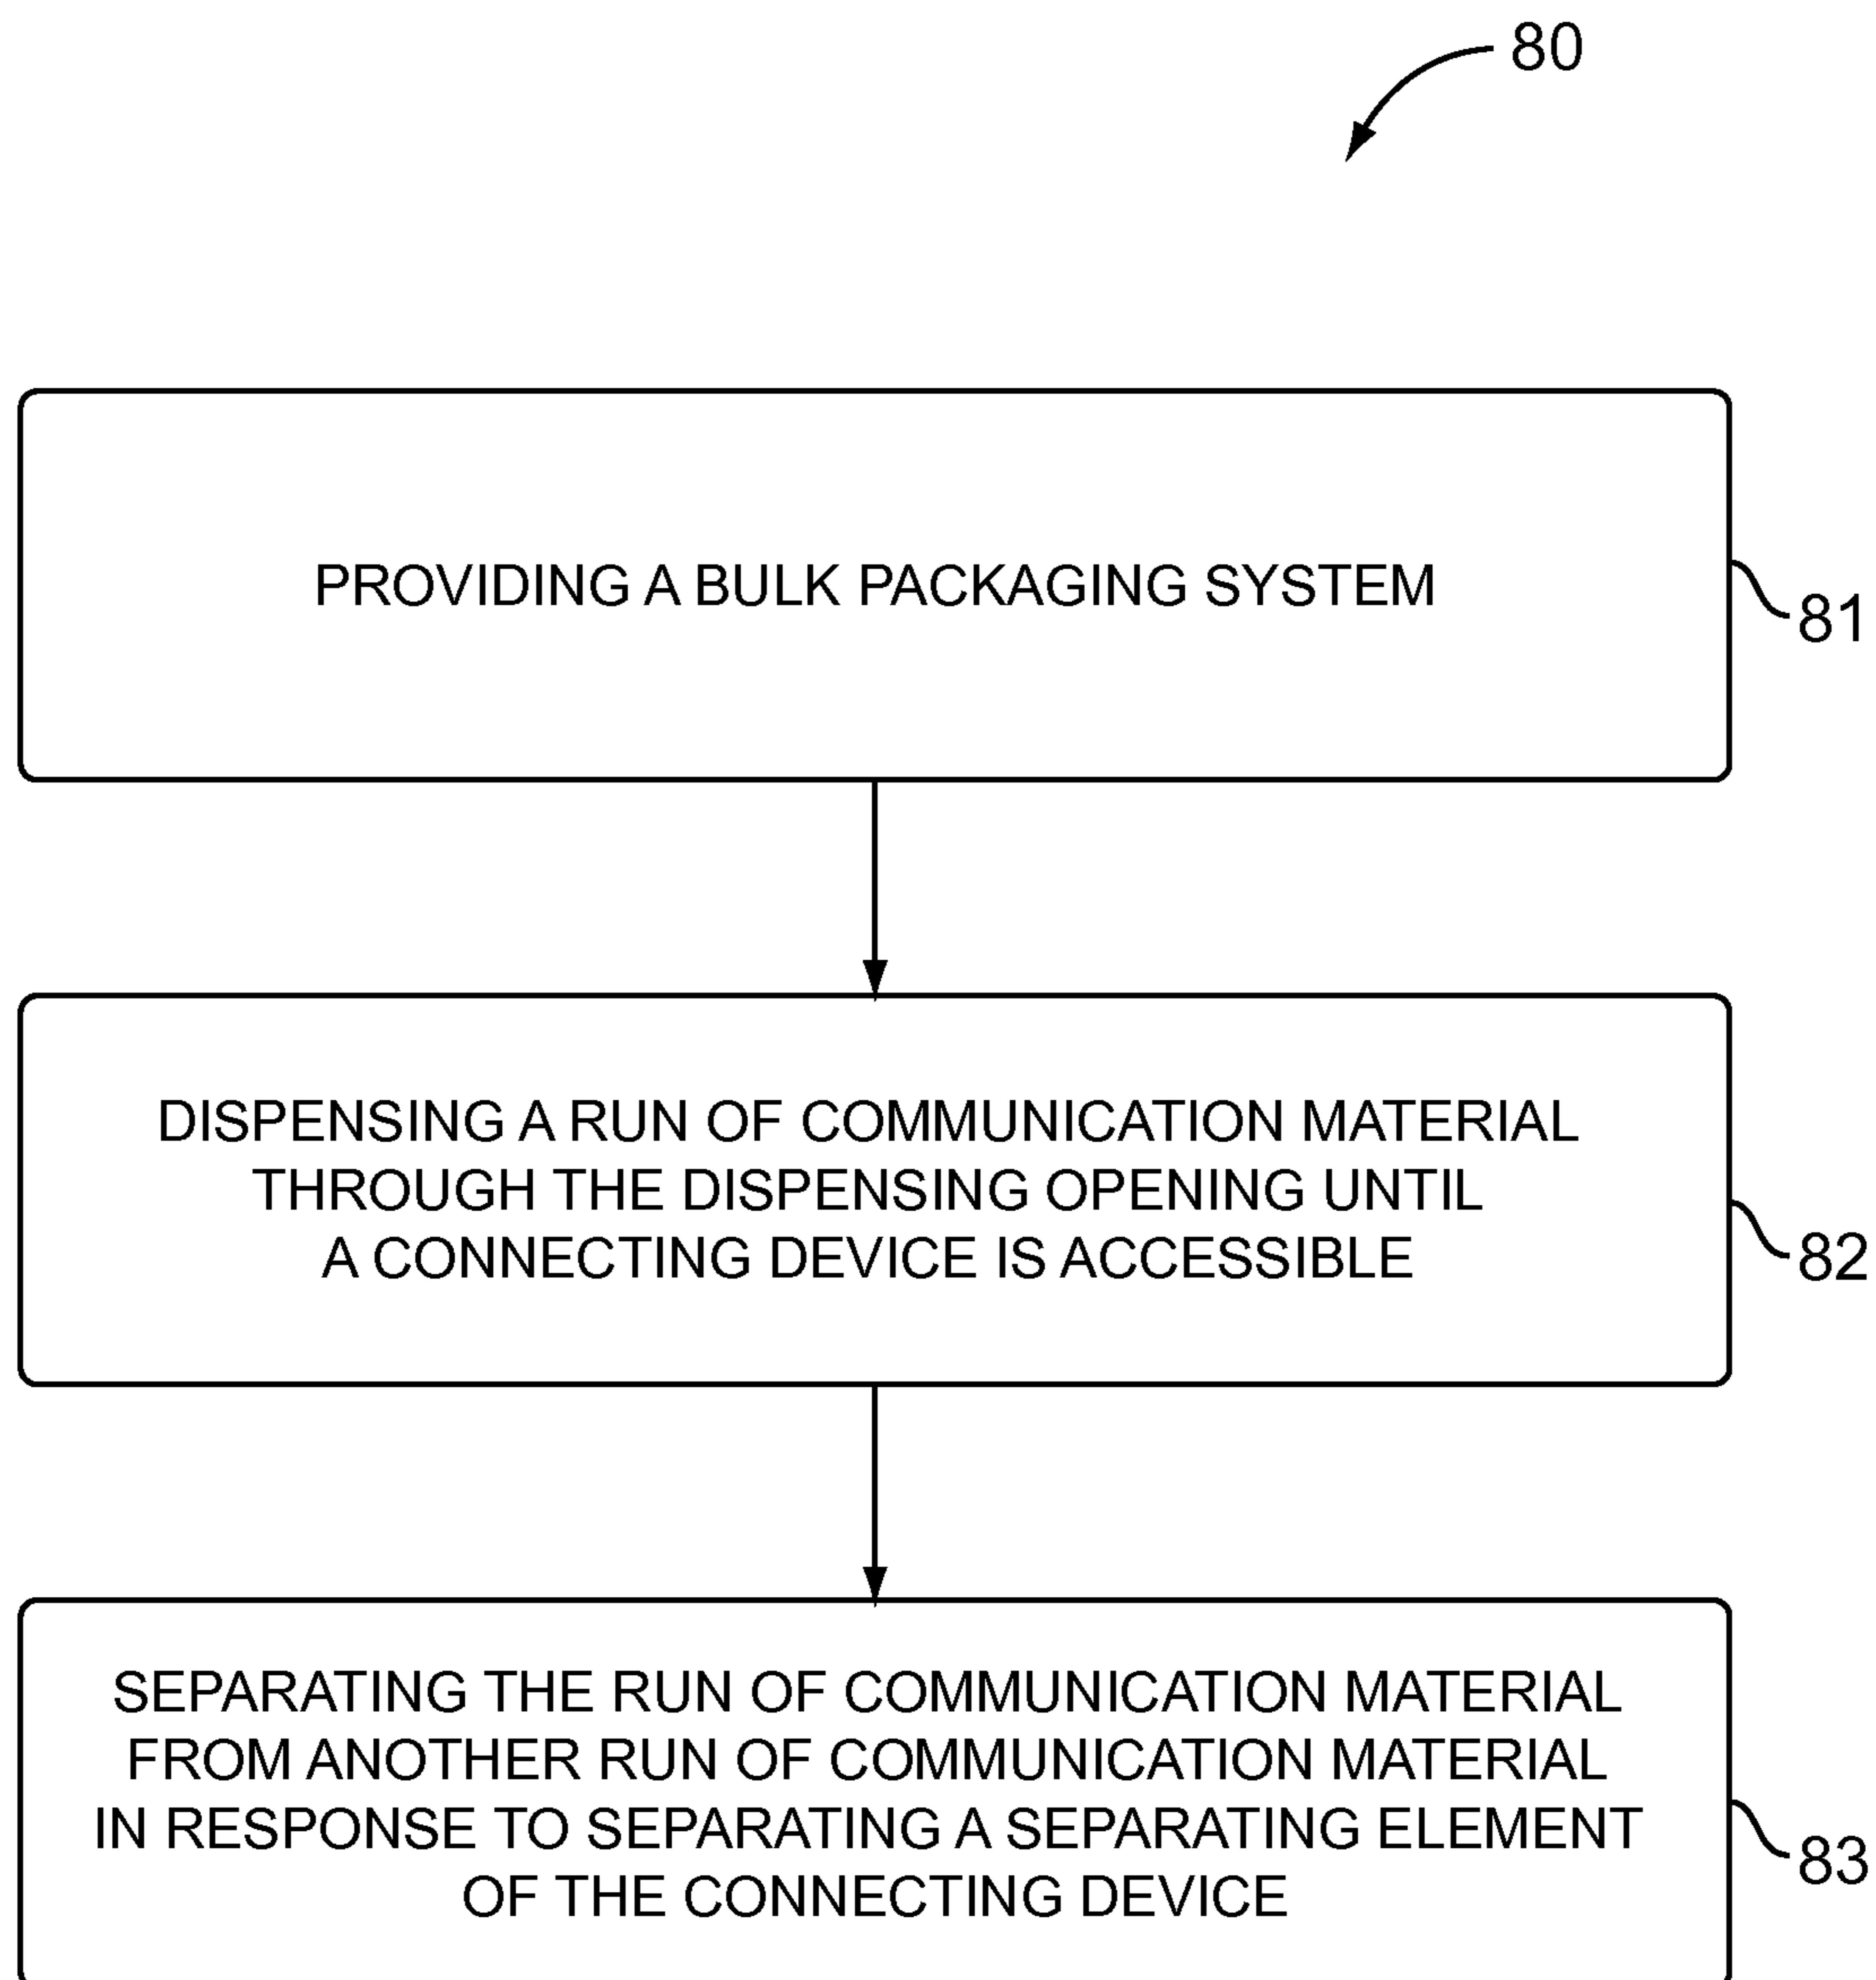 80
PROVIDING A BULK PACKAGING SYSTEM
81
DISPENSING A RUN OF COMMUNICATION MATERIAL
THROUGH THE DISPENSING OPENING UNTIL
A CONNECTING DEVICE IS ACCESSIBLE
82
SEPARATING THE RUN OF COMMUNICATION MATERIAL
FROM ANOTHER RUN OF COMMUNICATION MATERIAL
IN RESPONSE TO SEPARATING A SEPARATING ELEMENT
OF THE CONNECTING DEVICE
83